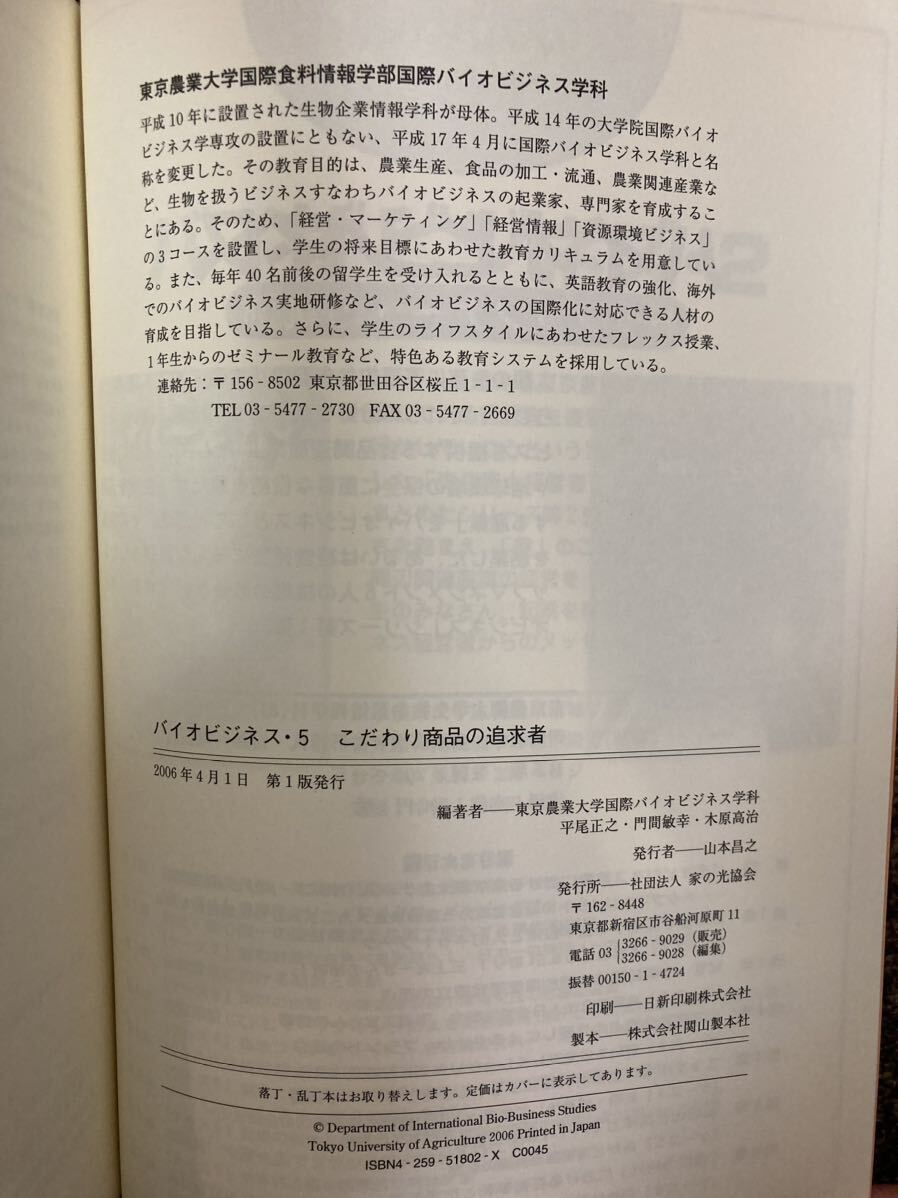 東京農業大学国際食料情報学部国際バイオビジネス学科
平成10年に設置された生物企業情報学科が母体。平成14年の大学院国際バイオ
ビジネス学専攻の設置にともない、平成17年4月に国際バイオビジネス学科と名
称を変更した。その教育目的は、農業生産、食品の加工・流通、農業関連産業な
ど、生物を扱うビジネスすなわちバイオビジネスの起業家、専門家を育成するこ
とにある。そのため、「経営・マーケティング」「経営情報」「資源環境ビジネス」
の3コースを設置し、学生の将来目標にあわせた教育カリキュラムを用意してい
る。また、毎年40名前後の留学生を受け入れるとともに、英語教育の強化、海外
でのバイオビジネス実地研修など、バイオビジネスの国際化に対応できる人材の
育成を目指している。さらに、学生のライフスタイルにあわせたフレックス授業、
1年生からのゼミナール教育など、特色ある教育システムを採用している。
連絡先：〒156-8502 東京都世田谷区桜丘1-1-1
TEL 03-5477-2730 FAX 03-5477-2669
バイオビジネス・5 こだわり商品の追求者
2006年4月1日 第1版発行
編著者――東京農業大学国際バイオビジネス学科
平尾正之・門間敏幸・木原高治
発行者――山本昌之
発行所――社団法人 家の光協会
〒162-8448
東京都新宿区市谷船河原町11
電話03 3266-9029（販売）
3266-9028（編集）
振替00150-1-4724
印刷――日新印刷株式会社
製本――株式会社関山製本社
落丁・乱丁本はお取り替えします。定価はカバーに表示してあります。
© Department of International Bio-Business Studies
Tokyo University of Agriculture 2006 Printed in Japan
ISBN4-259-51802-X C0045